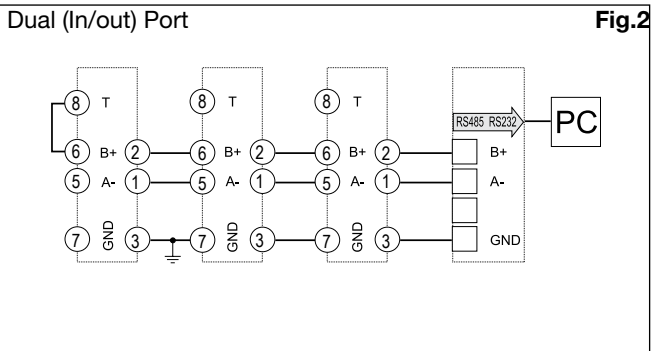 Dual (In/out) Port Fig.2
8 T 8 T 8 T
RS485 RS232 PC
6 B+ 2 6 B+ 2 6 B+ 2 B+
5 A- 1 5 A- 1 5 A- 1 A-
7 GND 3 7 GND 3 7 GND 3 GND